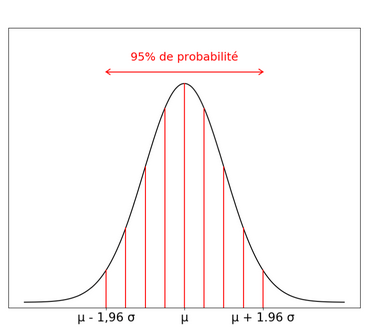 95% de probabilité
μ - 1,96 σ
μ
μ + 1.96 σ